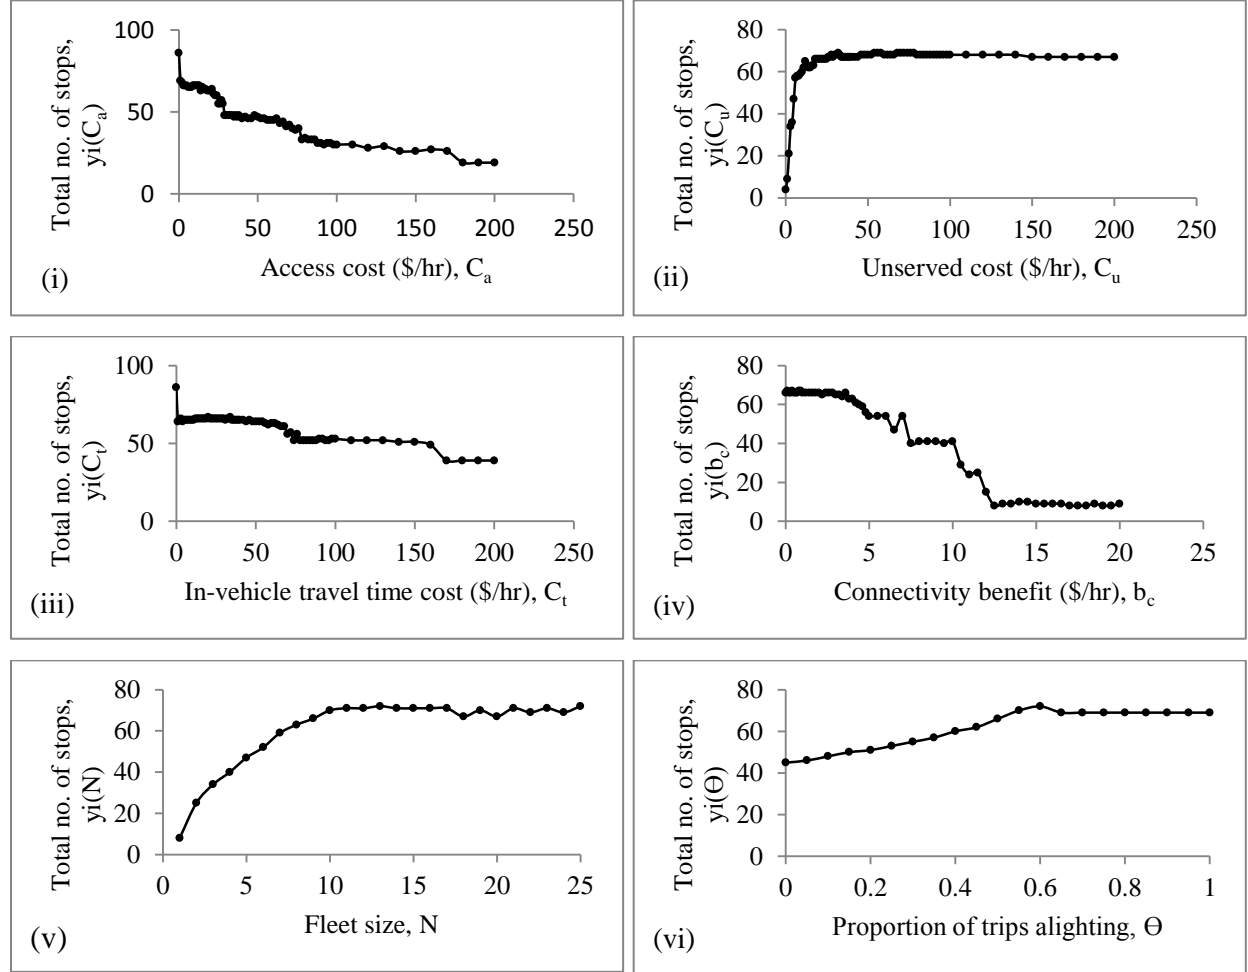 Total no. of stops,
yi(Cₐ)
100
50
0
0 50 100 150 200 250
Access cost ($/hr), Cₐ
(i)
Total no. of stops,
yi(Cᵤ)
80
60
40
20
0
0 50 100 150 200 250
Unserved cost ($/hr), Cᵤ
(ii)
Total no. of stops,
yi(Cₜ)
100
50
0
0 50 100 150 200 250
In-vehicle travel time cost ($/hr), Cₜ
(iii)
Total no. of stops,
yi(b_c)
80
60
40
20
0
0 5 10 15 20 25
Connectivity benefit ($/hr), b_c
(iv)
Total no. of stops,
yi(N)
80
60
40
20
0
0 5 10 15 20 25
Fleet size, N
(v)
Total no. of stops,
yi(Θ)
80
60
40
20
0
0 0.2 0.4 0.6 0.8 1
Proportion of trips alighting, Θ
(vi)